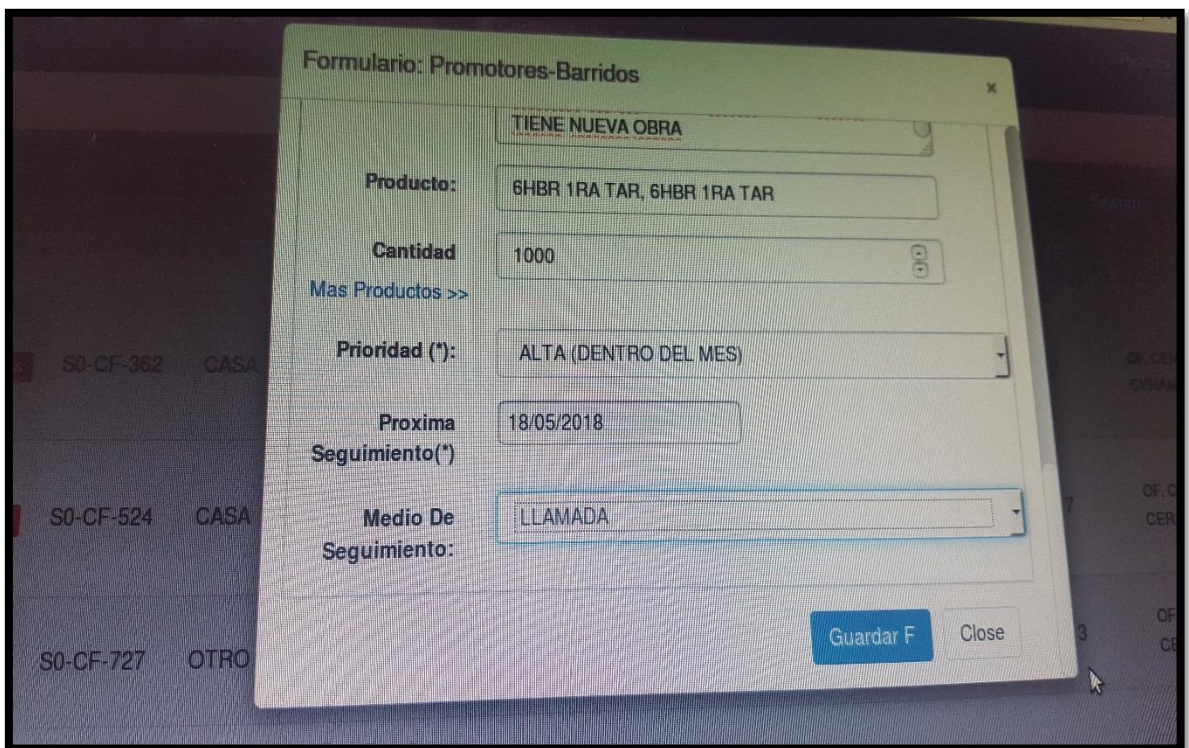 Formulario: Promotores-Barridos
×
TIENE NUEVA OBRA
Producto:
6HBR 1RA TAR, 6HBR 1RA TAR
Cantidad
1000
Mas Productos >>
Prioridad (*):
ALTA (DENTRO DEL MES)
Proxima
Seguimiento(*)
18/05/2018
Medio De
Seguimiento:
LLAMADA
Guardar F
Close
S0-CF-362 CASA
S0-CF-524 CASA
S0-CF-727 OTRO
7
3